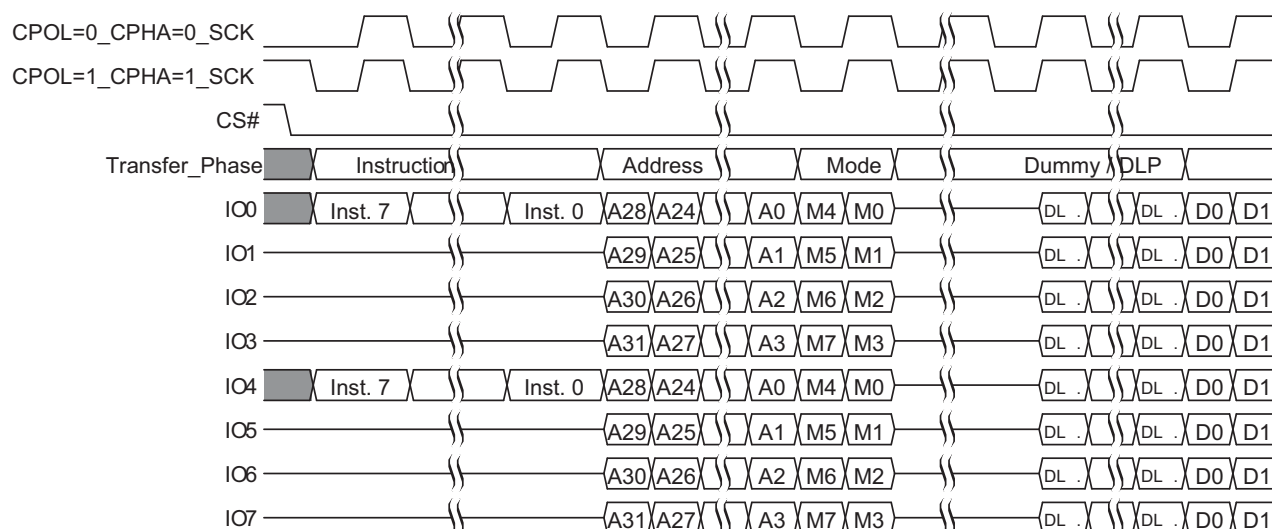 CPOL=0_CPHA=0_SCK
CPOL=1_CPHA=1_SCK
CS#
Transfer_Phase Instruction Address Mode Dummy / DLP
IO0 Inst. 7 Inst. 0 A28 A24 A0 M4 M0 DL . DL . D0 D1
IO1 A29 A25 A1 M5 M1 DL . DL . D0 D1
IO2 A30 A26 A2 M6 M2 DL . DL . D0 D1
IO3 A31 A27 A3 M7 M3 DL . DL . D0 D1
IO4 Inst. 7 Inst. 0 A28 A24 A0 M4 M0 DL . DL . D0 D1
IO5 A29 A25 A1 M5 M1 DL . DL . D0 D1
IO6 A30 A26 A2 M6 M2 DL . DL . D0 D1
IO7 A31 A27 A3 M7 M3 DL . DL . D0 D1